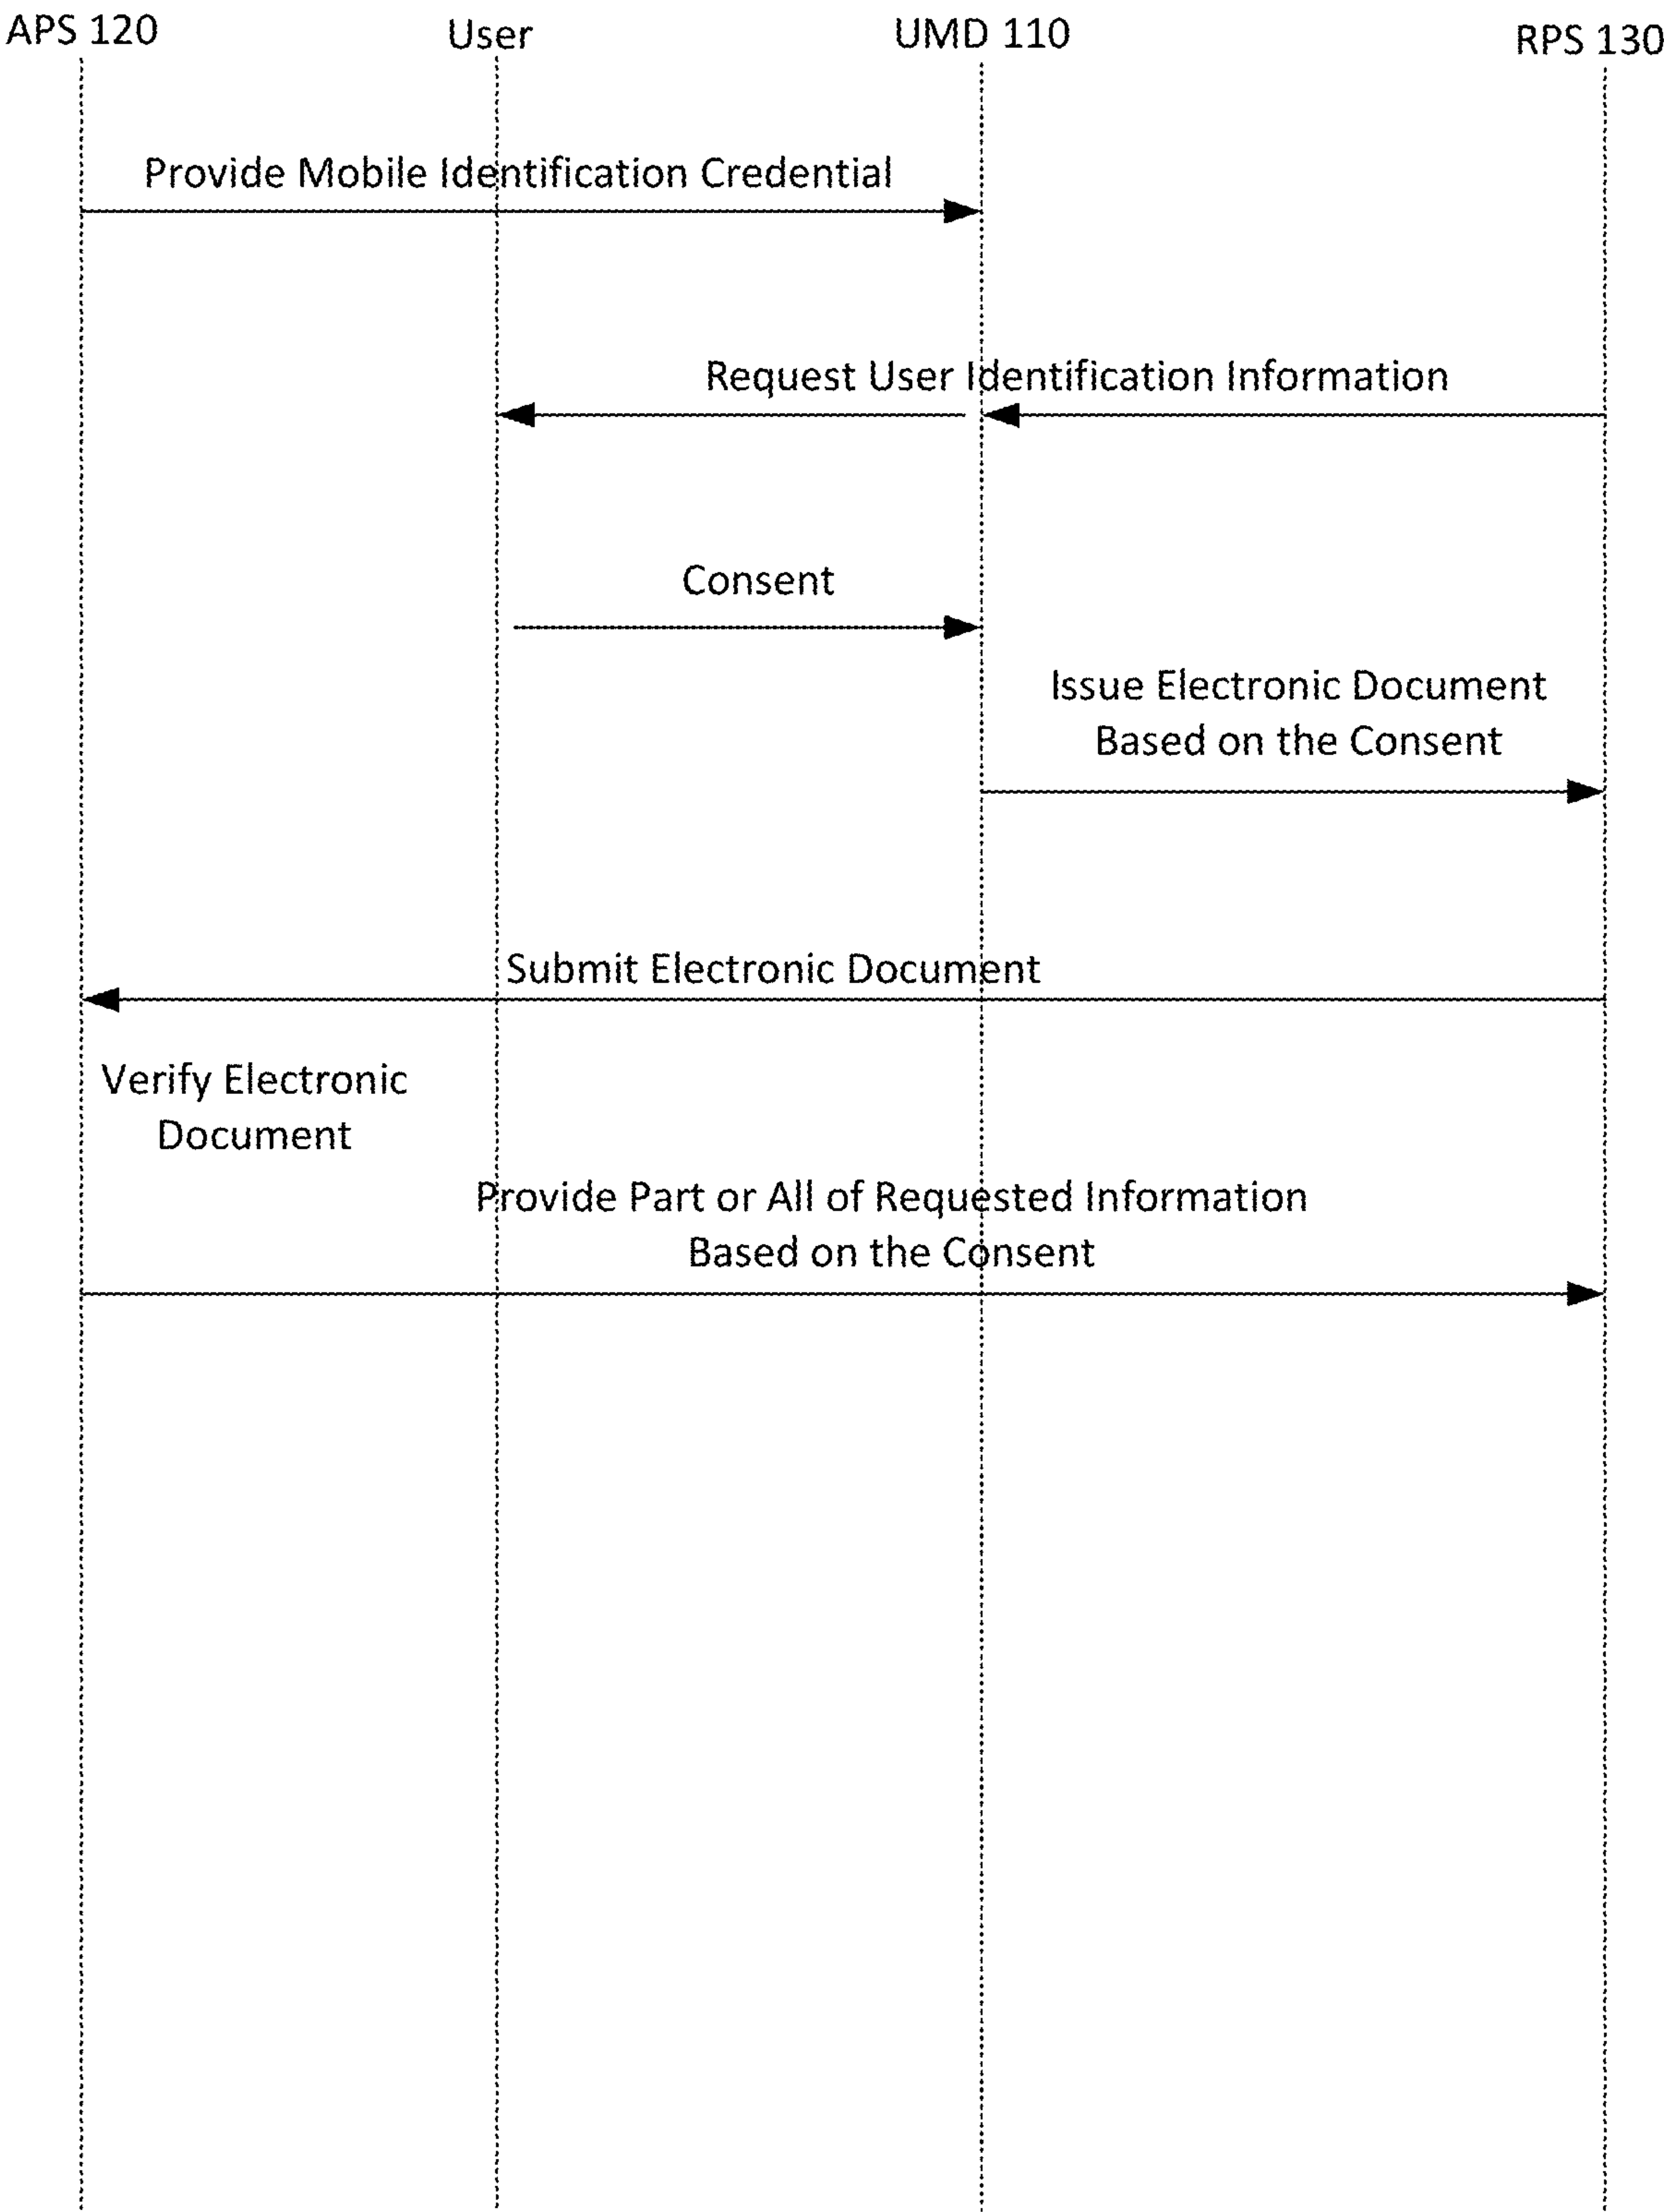 APS 120
User
UMD 110
RPS 130
Provide Mobile Identification Credential
Request User Identification Information
Consent
Issue Electronic Document
Based on the Consent
Submit Electronic Document
Verify Electronic
Document
Provide Part or All of Requested Information
Based on the Consent